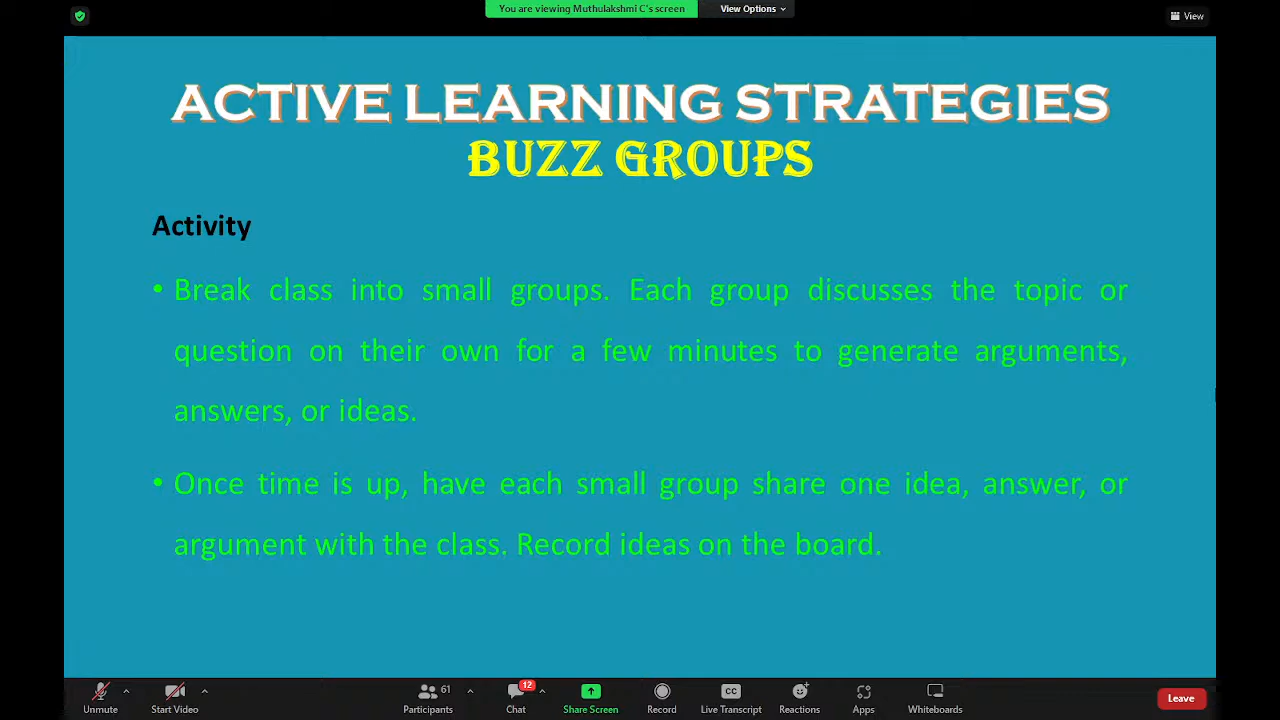 You are viewing Muthulakshmi C's screen
View Options
View
ACTIVE LEARNING STRATEGIES
BUZZ GROUPS
Activity
• Break class into small groups. Each group discusses the topic or
question on their own for a few minutes to generate arguments,
answers, or ideas.
• Once time is up, have each small group share one idea, answer, or
argument with the class. Record ideas on the board.
61
12
CC
Unmute
Start Video
Participants
Chat
Share Screen
Record
Live Transcript
Reactions
Apps
Whiteboards
Leave